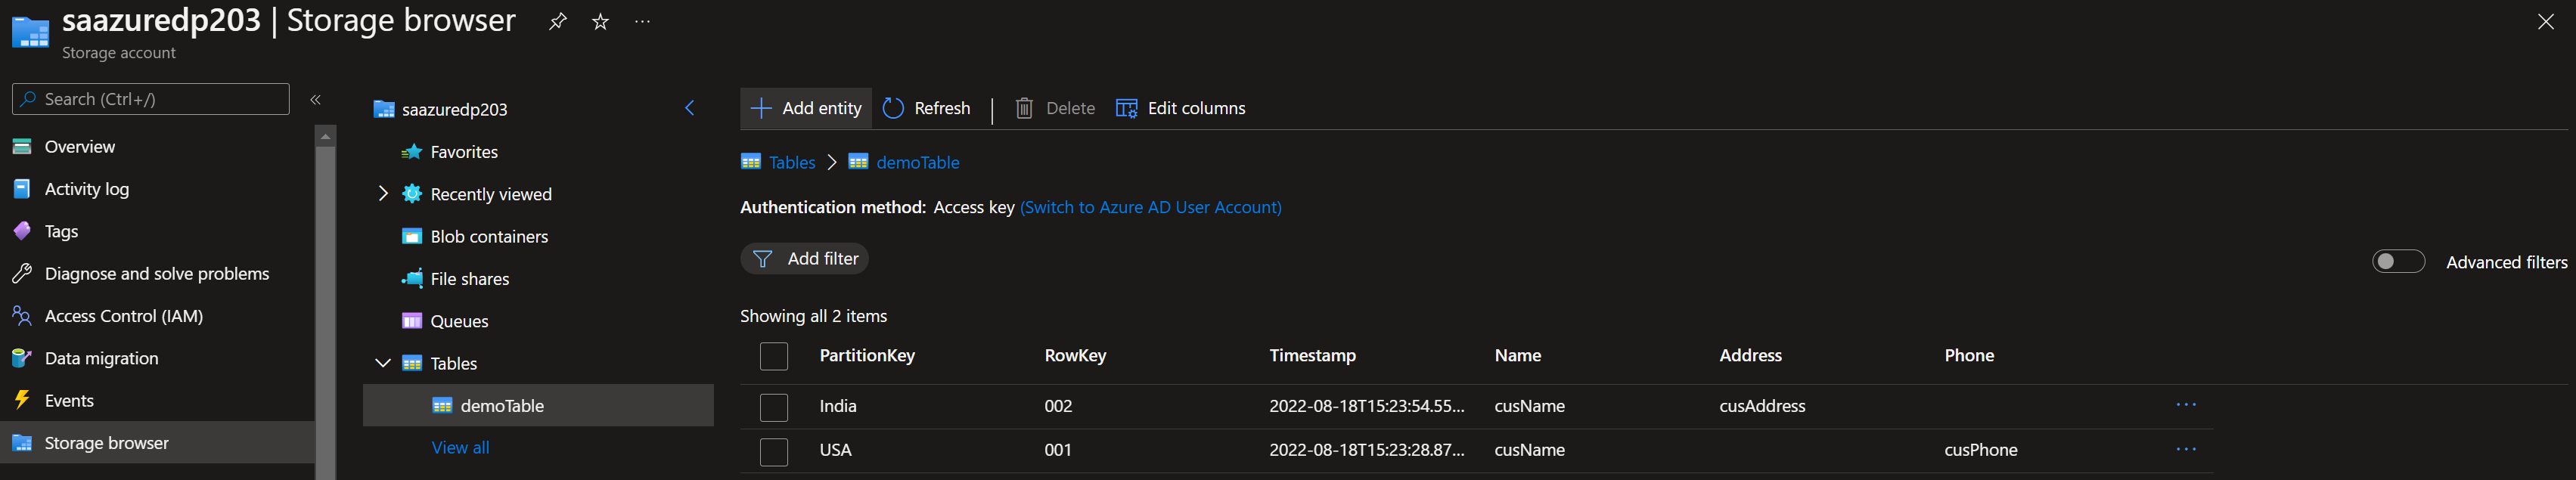 saazuredp203 | Storage browser ...
Storage account
Search (Ctrl+/)
«
Overview
Activity log
Tags
Diagnose and solve problems
Access Control (IAM)
Data migration
Events
Storage browser
saazuredp203
Favorites
Recently viewed
Blob containers
File shares
Queues
Tables
demoTable
View all
Add entity Refresh | Delete Edit columns
Tables > demoTable
Authentication method: Access key (Switch to Azure AD User Account)
Add filter
Advanced filters
Showing all 2 items
PartitionKey RowKey Timestamp Name Address Phone
India 002 2022-08-18T15:23:54.55... cusName cusAddress ...
USA 001 2022-08-18T15:23:28.87... cusName cusPhone ...